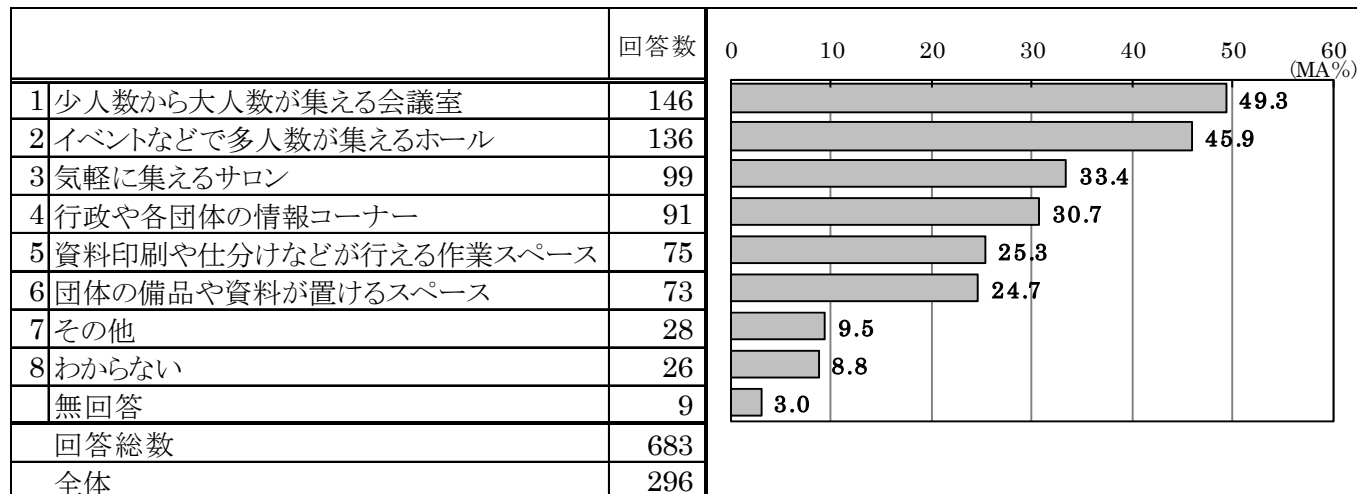 回答数
0 10 20 30 40 50 60
(MA%)
1 少人数から大人数が集える会議室 146 49.3
2 イベントなどで多人数が集えるホール 136 45.9
3 気軽に集えるサロン 99 33.4
4 行政や各団体の情報コーナー 91 30.7
5 資料印刷や仕分けなどが行える作業スペース 75 25.3
6 団体の備品や資料が置けるスペース 73 24.7
7 その他 28 9.5
8 わからない 26 8.8
無回答 9 3.0
回答総数 683
全体 296